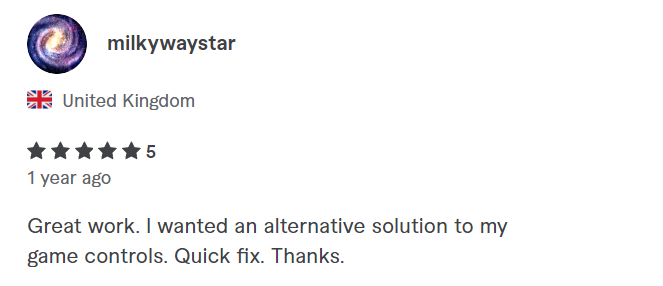 milkywaystar
United Kingdom
5
1 year ago
Great work. I wanted an alternative solution to my
game controls. Quick fix. Thanks.